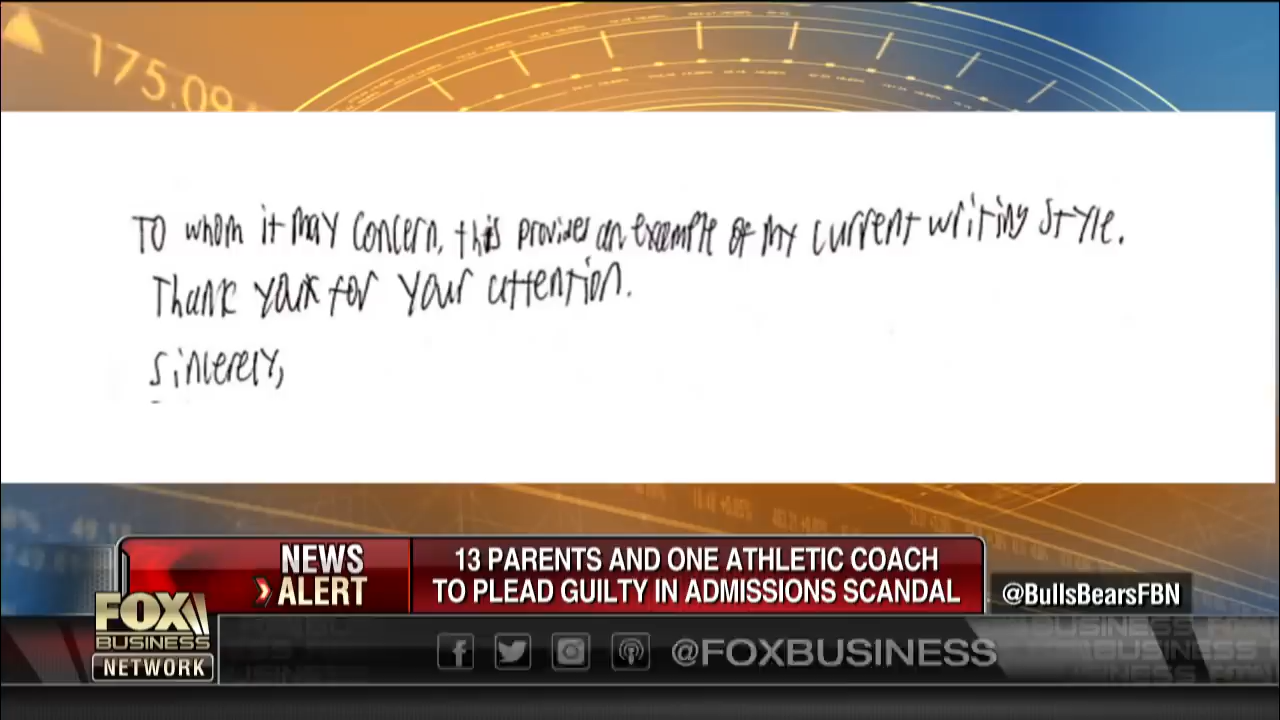 175.09
To whom it may concern, this provides an example of my current writing style.
Thank you for your attention.
Sincerely,
NEWS
ALERT
13 PARENTS AND ONE ATHLETIC COACH
TO PLEAD GUILTY IN ADMISSIONS SCANDAL
@BullsBearsFBN
FOX
BUSINESS
NETWORK
@FOXBUSINESS